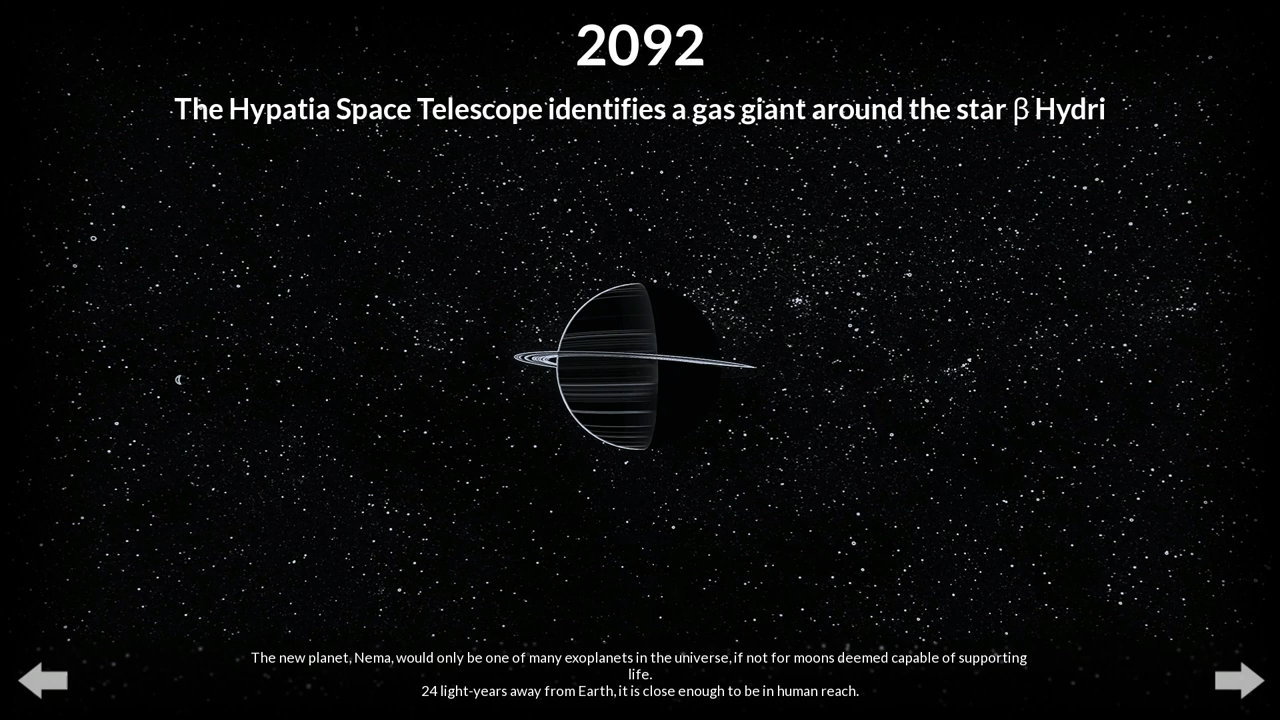 2092
The Hypatia Space Telescope identifies a gas giant around the star β Hydri
The new planet, Nema, would only be one of many exoplanets in the universe, if not for moons deemed capable of supporting
life.
24 light-years away from Earth, it is close enough to be in human reach.